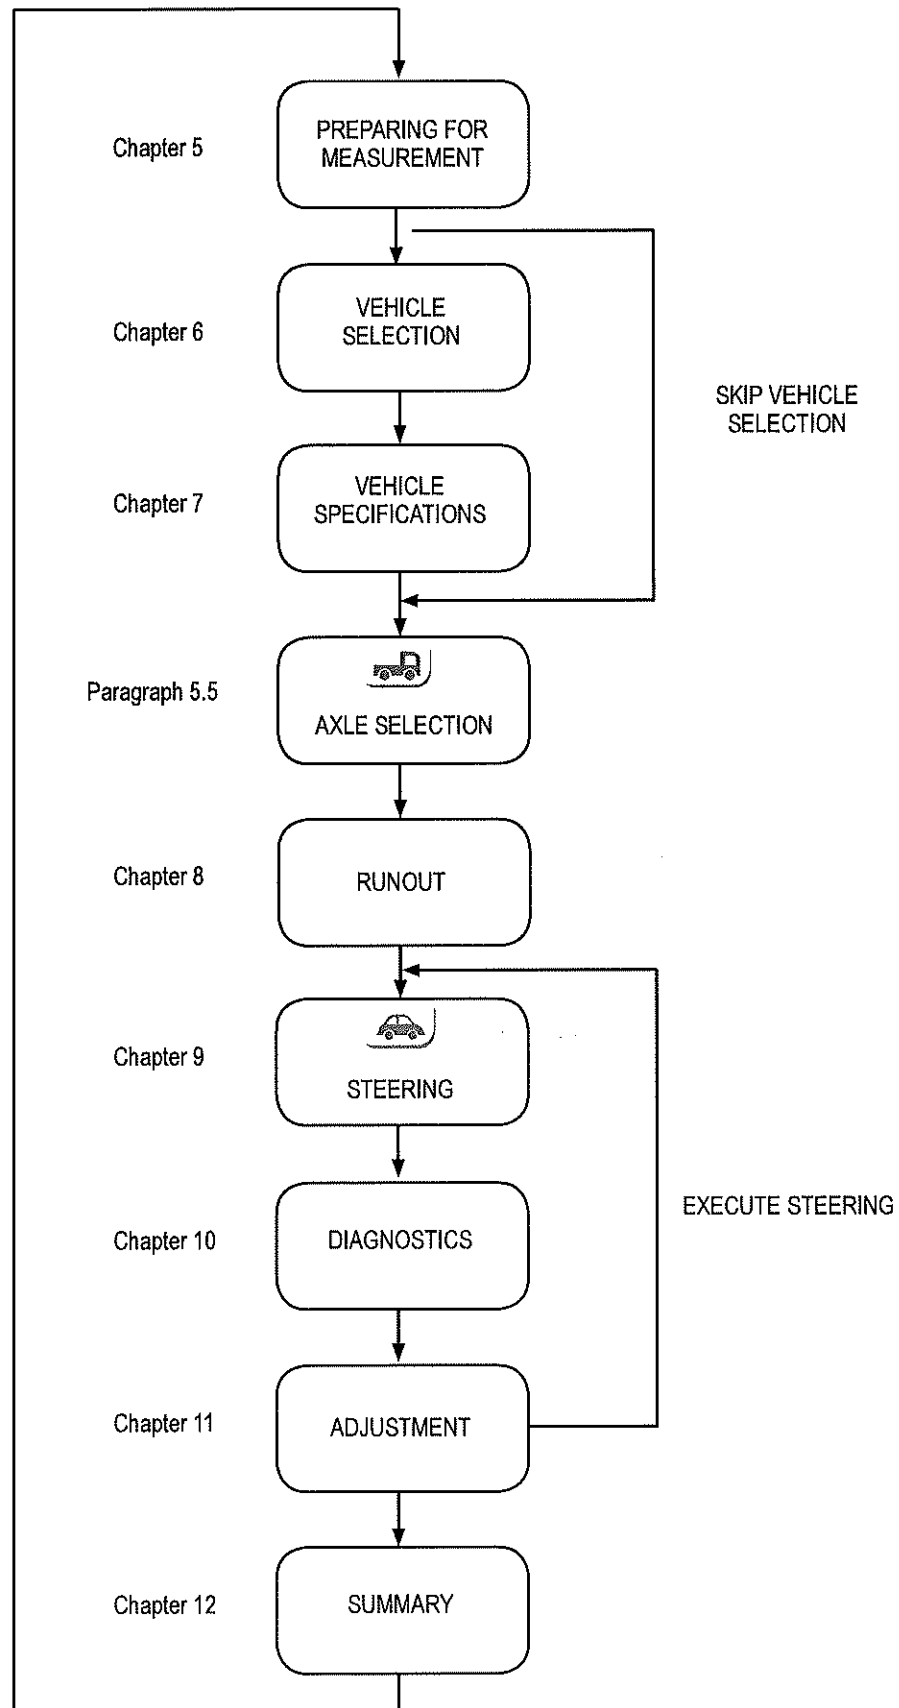 Chapter 5
PREPARING FOR
MEASUREMENT
Chapter 6
VEHICLE
SELECTION
SKIP VEHICLE
SELECTION
Chapter 7
VEHICLE
SPECIFICATIONS
Paragraph 5.5
AXLE SELECTION
Chapter 8
RUNOUT
Chapter 9
STEERING
EXECUTE STEERING
Chapter 10
DIAGNOSTICS
Chapter 11
ADJUSTMENT
Chapter 12
SUMMARY